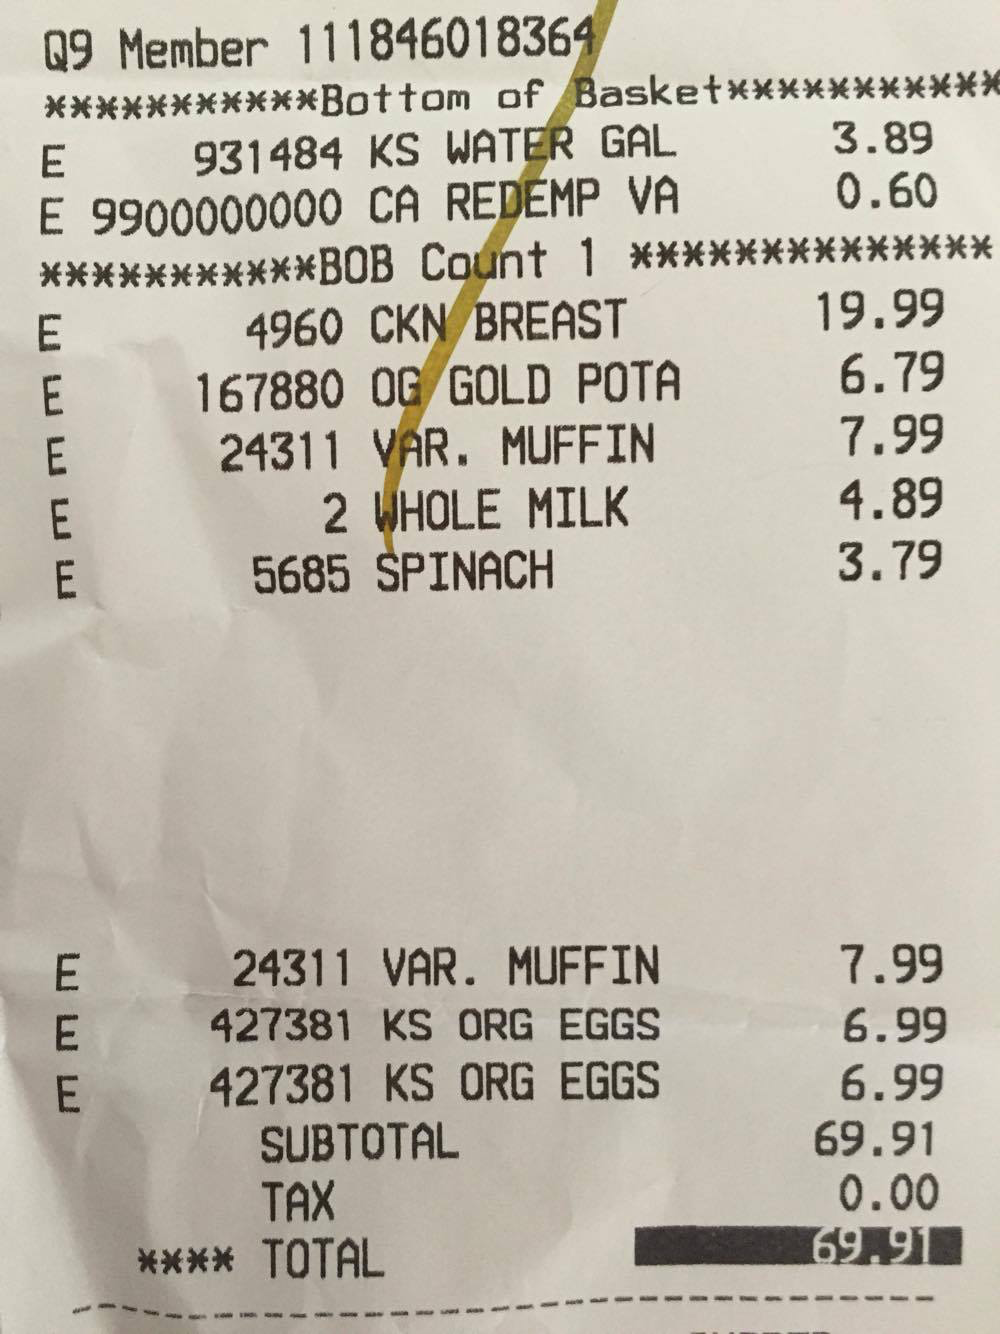 Q9 Member 111846018364
***********Bottom of Basket***********
E 931484 KS WATER GAL 3.89
E 9900000000 CA REDEMP VA 0.60
***********BOB Count 1 **************
E 4960 CKN BREAST 19.99
E 167880 OG GOLD POTA 6.79
E 24311 VAR. MUFFIN 7.99
E 2 WHOLE MILK 4.89
E 5685 SPINACH 3.79
E 24311 VAR. MUFFIN 7.99
E 427381 KS ORG EGGS 6.99
E 427381 KS ORG EGGS 6.99
SUBTOTAL 69.91
TAX 0.00
**** TOTAL 69.91